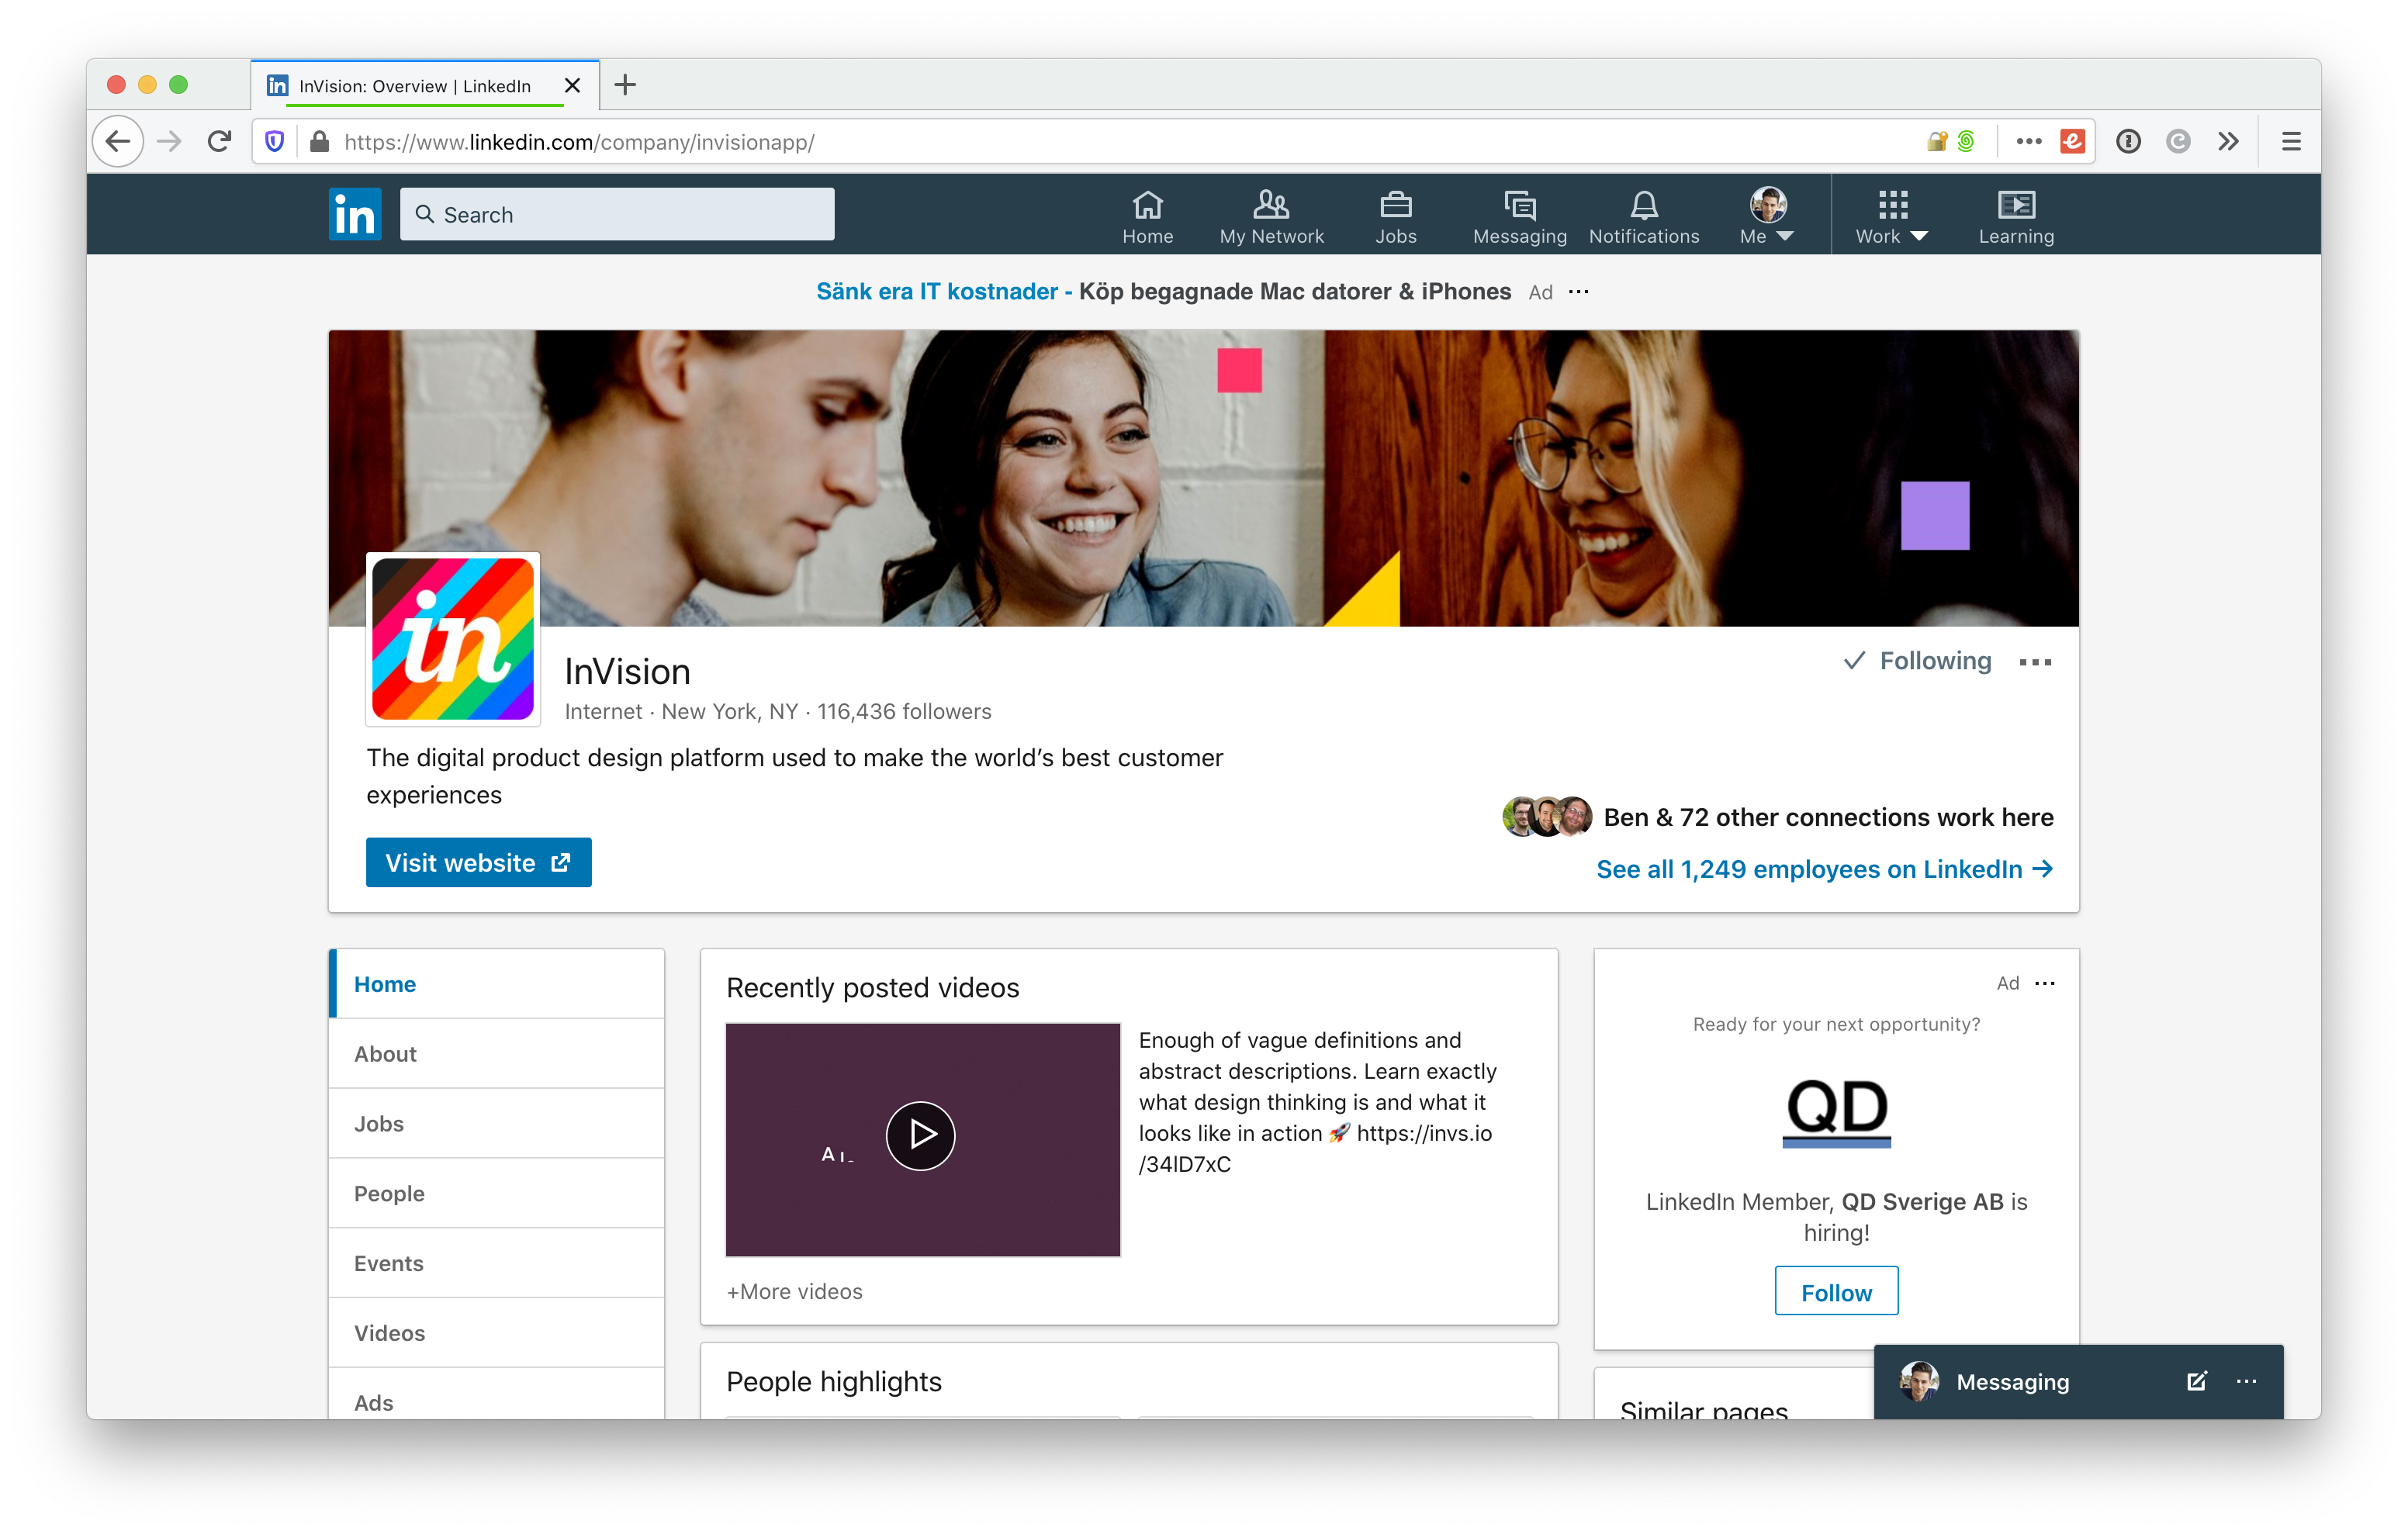 InVision: Overview | LinkedIn
https://www.linkedin.com/company/invisionapp/
in
Search
Home
My Network
Jobs
Messaging
Notifications
Me
Work
Learning
Sänk era IT kostnader - Köp begagnade Mac datorer & iPhones Ad
in
InVision
Following
Internet · New York, NY · 116,436 followers
The digital product design platform used to make the world’s best customer
experiences
Ben & 72 other connections work here
Visit website
See all 1,249 employees on LinkedIn →
Home
About
Jobs
People
Events
Videos
Ads
Recently posted videos
Enough of vague definitions and
abstract descriptions. Learn exactly
what design thinking is and what it
looks like in action 🚀 https://invs.io
/34lD7xC
+More videos
People highlights
Ad
Ready for your next opportunity?
QD
LinkedIn Member, QD Sverige AB is
hiring!
Follow
Similar pages
Messaging